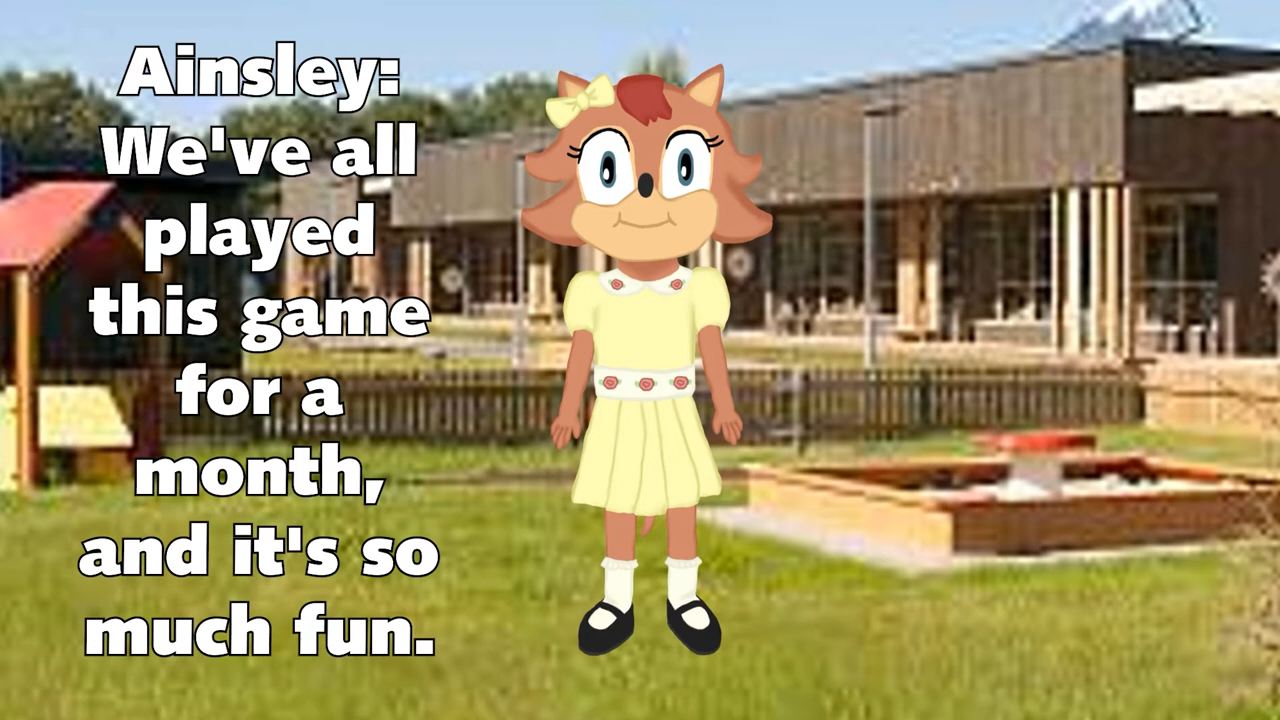 Ainsley:
We've all
played
this game
for a
month,
and it's so
much fun.